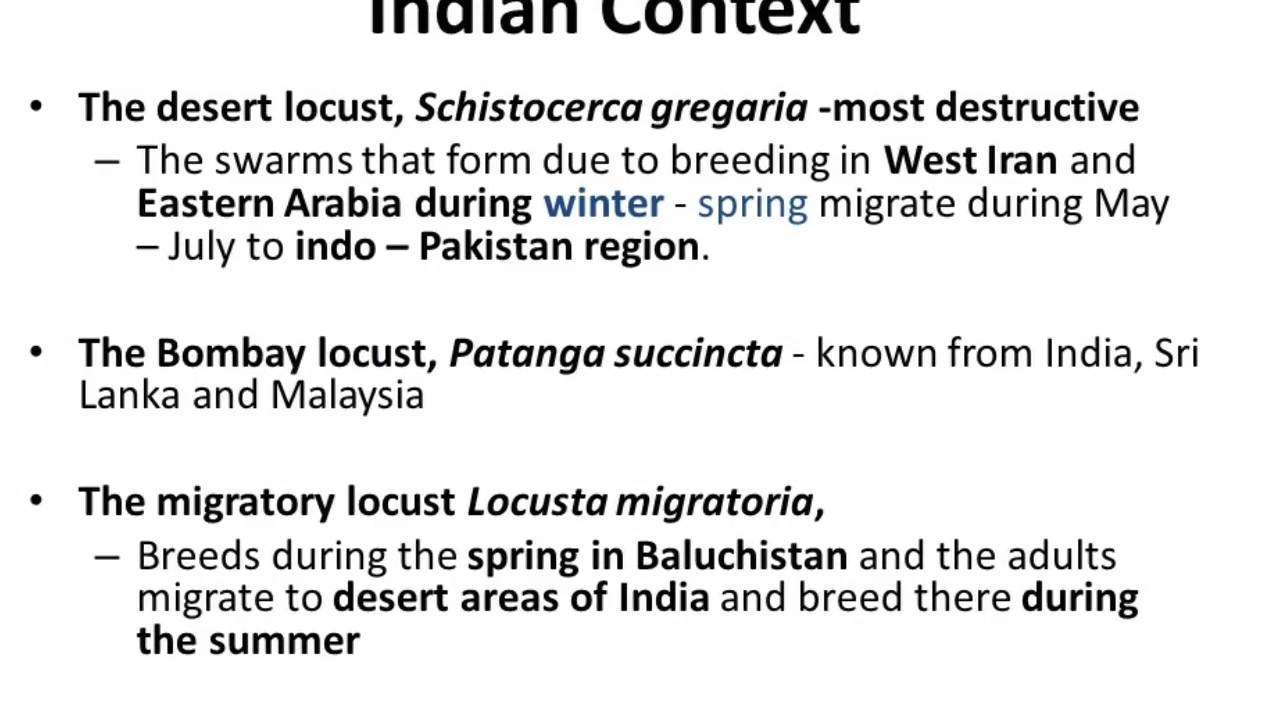 Indian Context
• The desert locust, Schistocerca gregaria -most destructive
– The swarms that form due to breeding in West Iran and
Eastern Arabia during winter - spring migrate during May
– July to indo – Pakistan region.
• The Bombay locust, Patanga succincta - known from India, Sri
Lanka and Malaysia
• The migratory locust Locusta migratoria,
– Breeds during the spring in Baluchistan and the adults
migrate to desert areas of India and breed there during
the summer